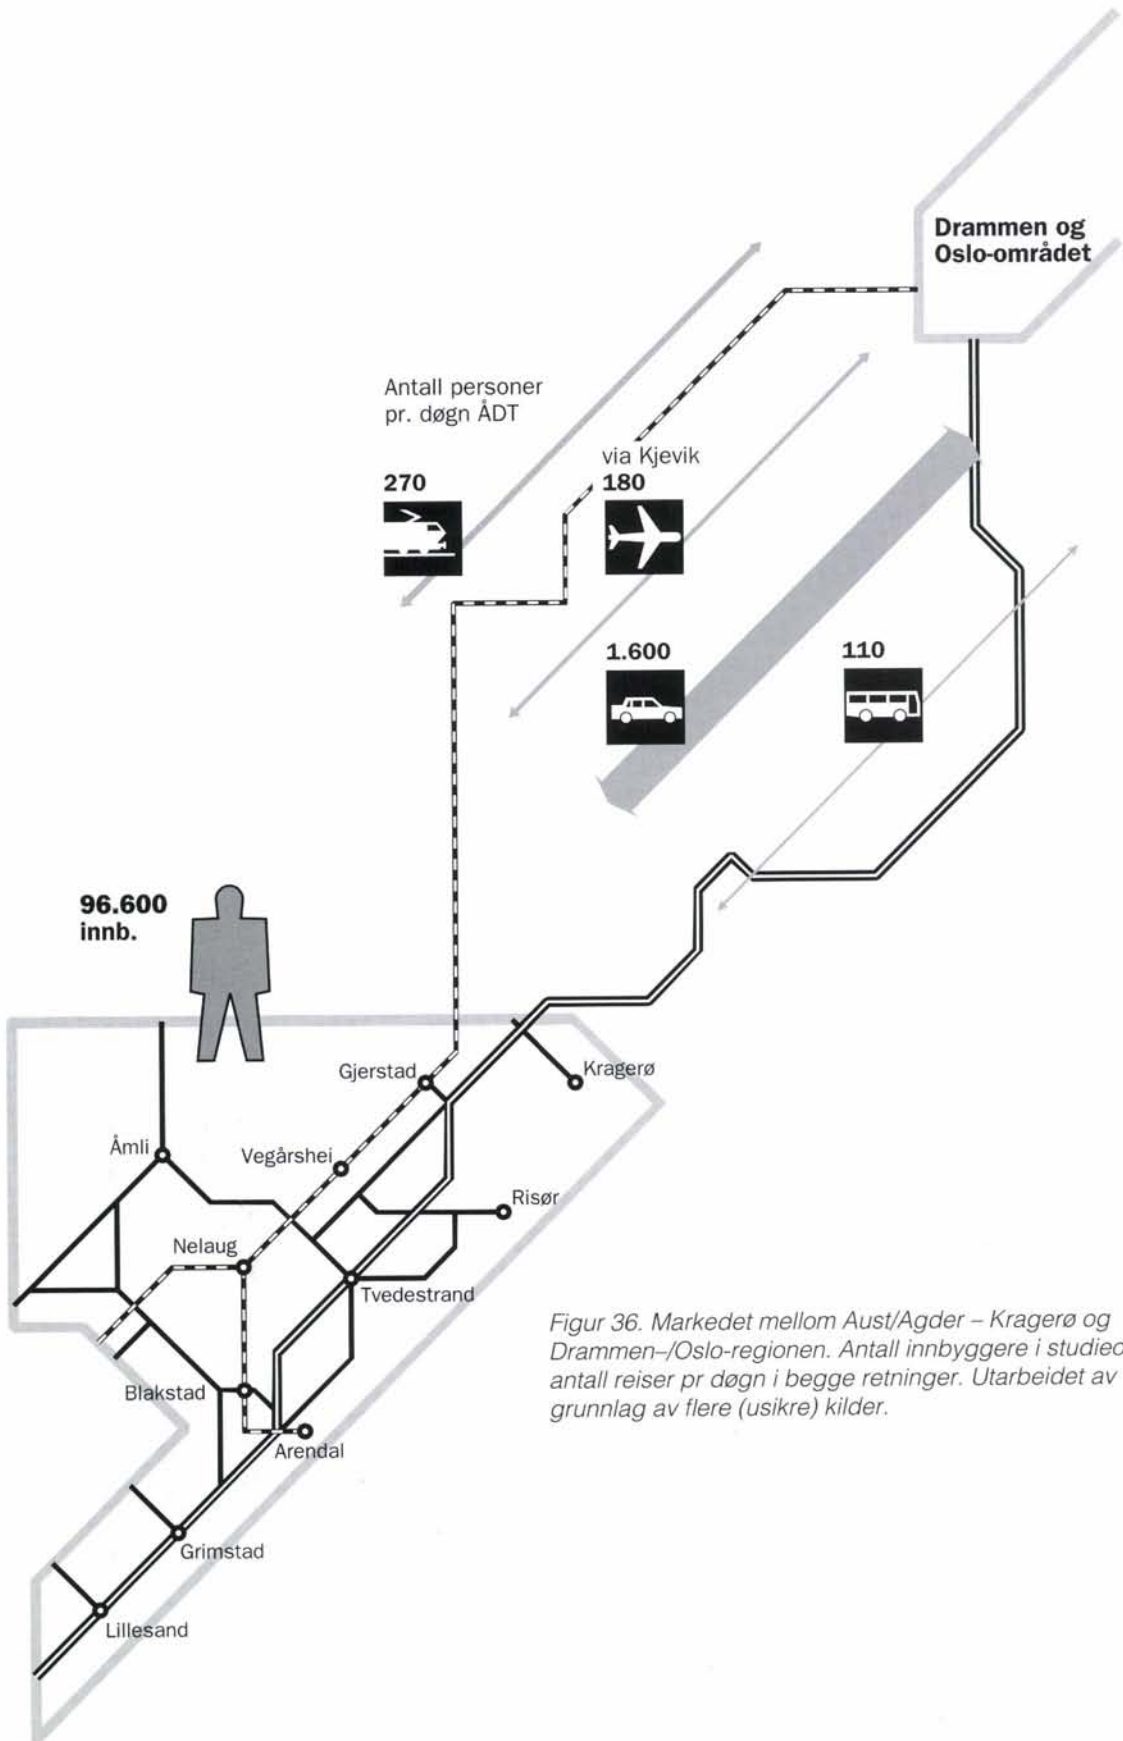 Drammen og
Oslo-området
Antall personer
pr. døgn ÅDT
via Kjevik
270
180
1.600
110
96.600
innb.
Gjerstad
Kragerø
Åmli
Vegårshei
Risør
Nelaug
Tvedestrand
Blakstad
Arendal
Grimstad
Lillesand
Figur 36. Markedet mellom Aust/Agder – Kragerø og
Drammen–/Oslo-regionen. Antall innbyggere i
antall reiser pr døgn i begge retninger. Utarbeidet av
grunnlag av flere (usikre) kilder.